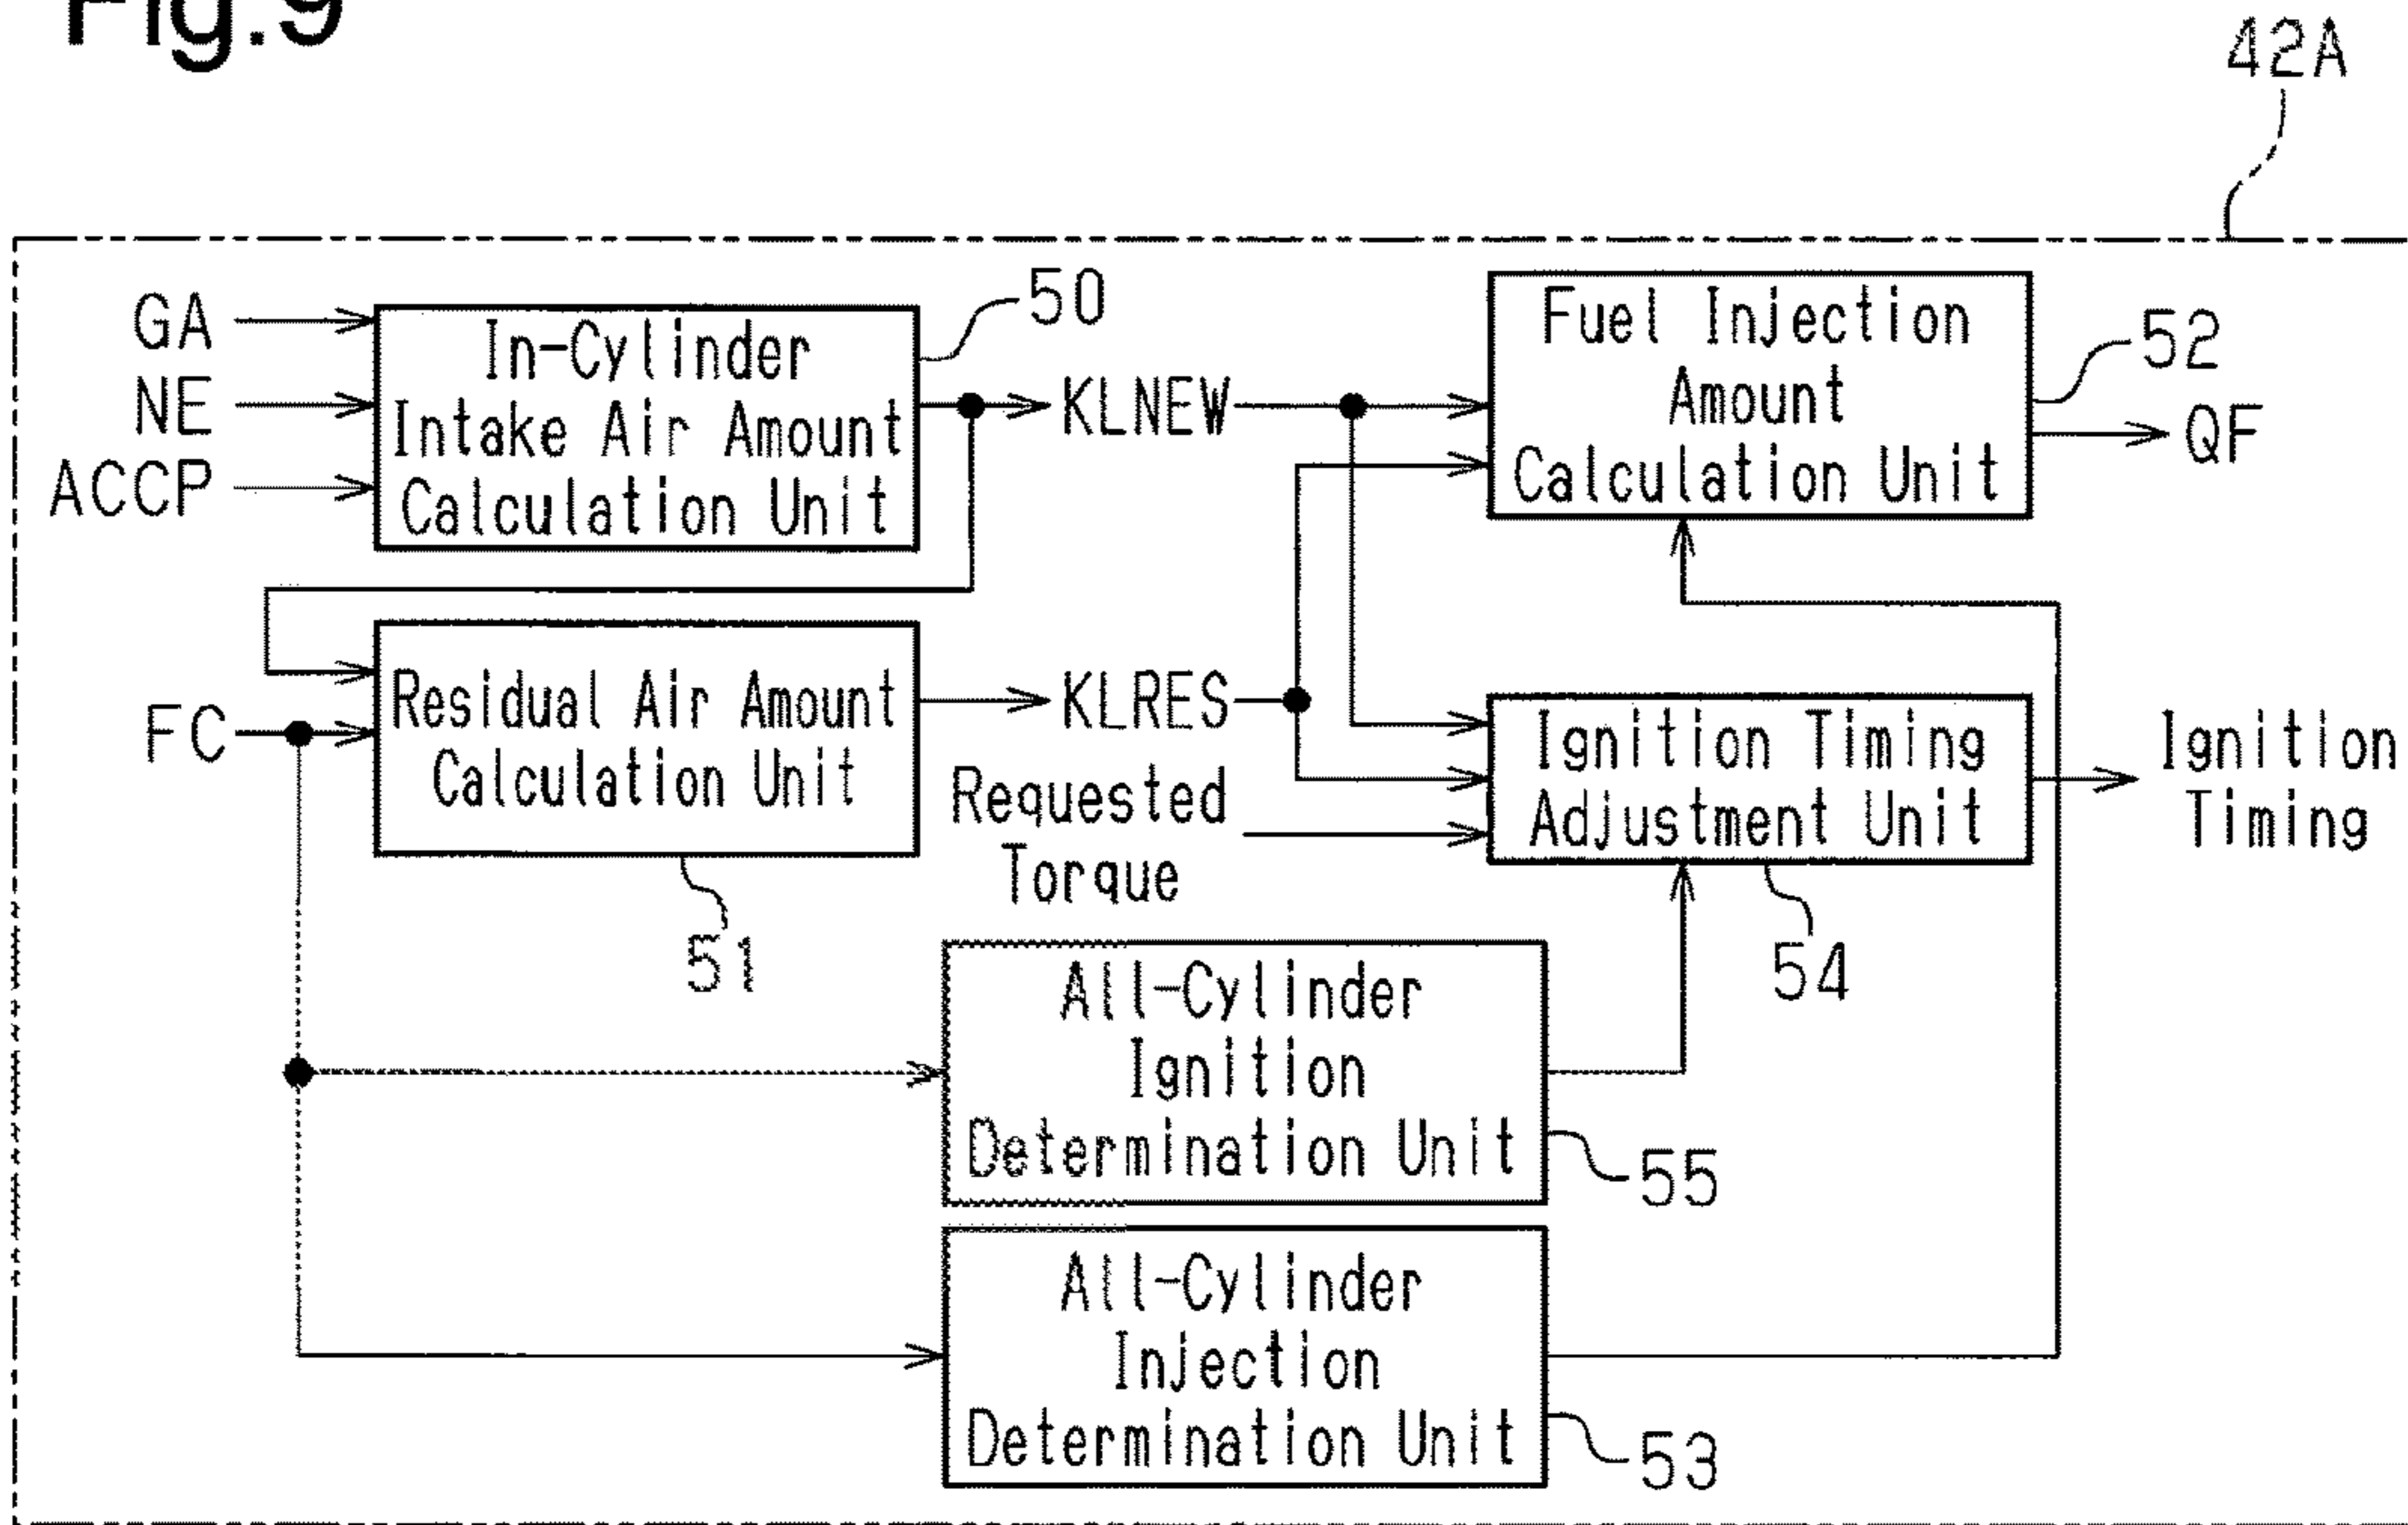 Fig.9
42A
GA
NE
ACCP
In-Cylinder
Intake Air Amount
Calculation Unit
50
KLNEW
Fuel Injection
Amount
Calculation Unit
52
QF
FC
Residual Air Amount
Calculation Unit
51
KLRES
Requested
Torque
Ignition Timing
Adjustment Unit
54
Ignition
Timing
All-Cylinder
Ignition
Determination Unit
55
All-Cylinder
Injection
Determination Unit
53